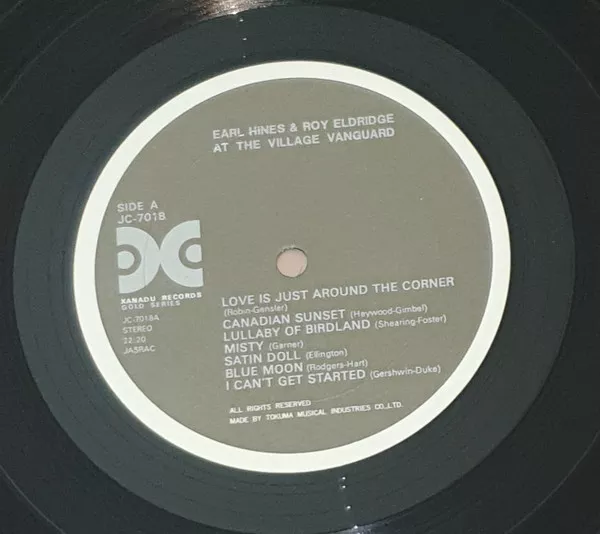 EARL HINES & ROY ELDRIDGE
AT THE VILLAGE VANGUARD
SIDE A
JC-7018
XANADU RECORDS
GOLD SERIES
JC-7018A
STEREO
22:20
JASRAC
LOVE IS JUST AROUND THE CORNER
(Robin-Gensler)
CANADIAN SUNSET (Haywood-Gimbel)
LULLABY OF BIRDLAND (Shearing-Foster)
MISTY (Garner)
SATIN DOLL (Ellington)
BLUE MOON (Rodgers-Hart)
I CAN'T GET STARTED (Gershwin-Duke)
ALL RIGHTS RESERVED
MADE BY TOKUMA MUSICAL INDUSTRIES CO.,LTD.